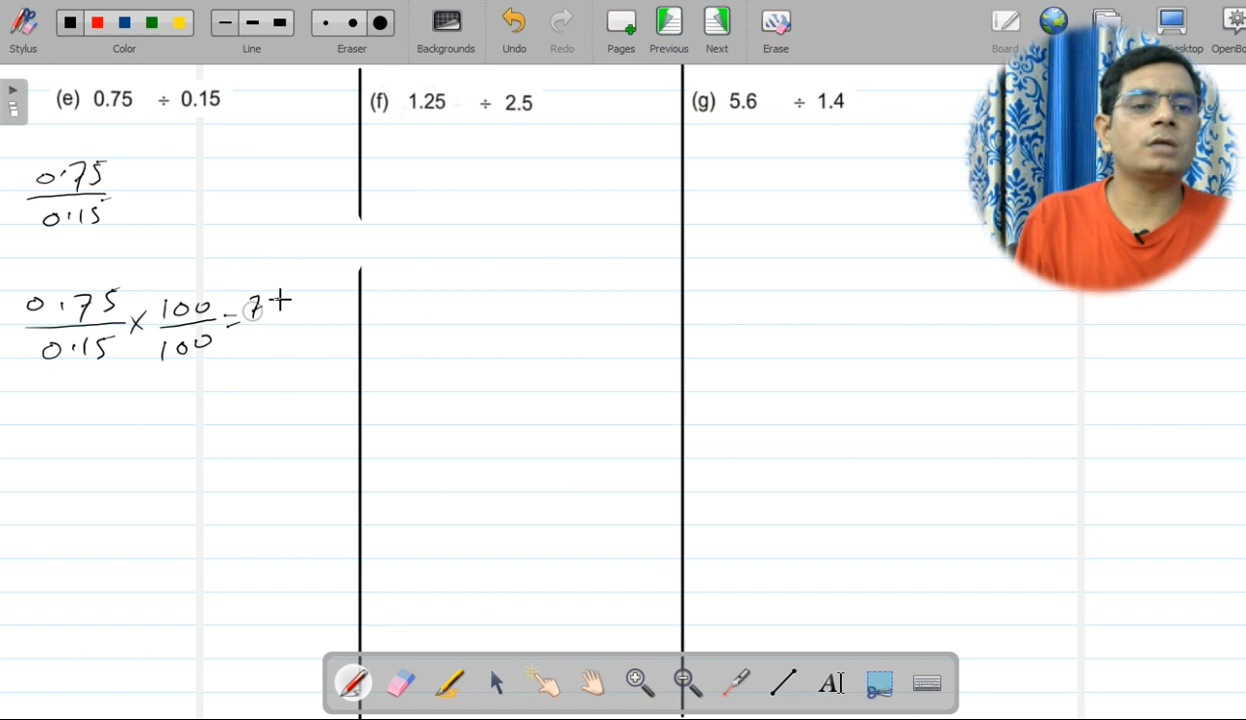 Stylus Color Line Eraser Backgrounds Undo Redo Pages Previous Next Erase Board
(e) 0.75 ÷ 0.15
(f) 1.25 ÷ 2.5
(g) 5.6 ÷ 1.4
0.75
0.15
0.75 × 100 = 7
0.15 100